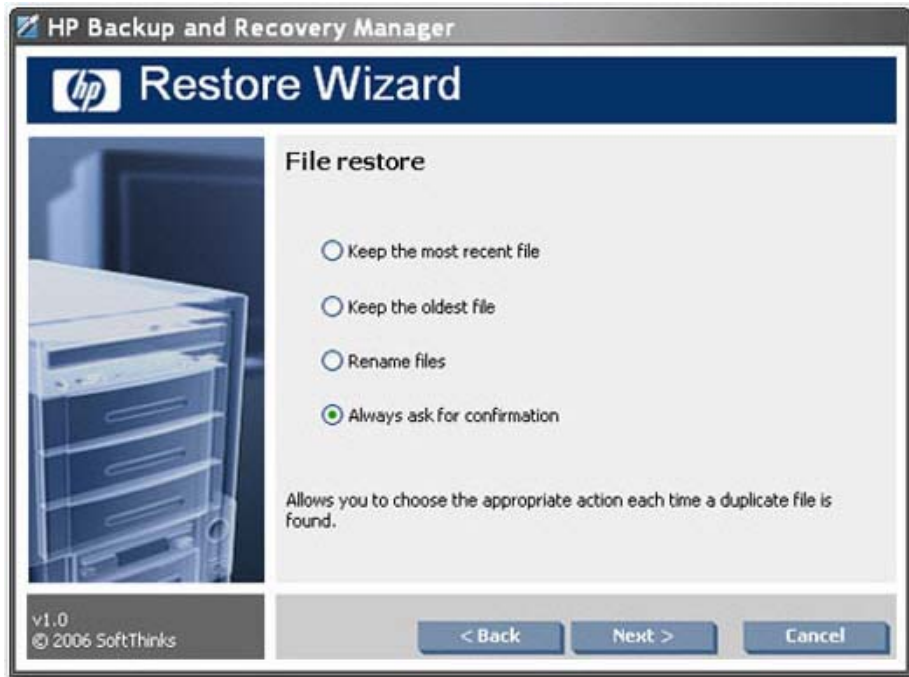 HP Backup and Recovery Manager
hp Restore Wizard
File restore
Keep the most recent file
Keep the oldest file
Rename files
Always ask for confirmation
Allows you to choose the appropriate action each time a duplicate file is
found.
v1.0
© 2006 SoftThinks
< Back Next > Cancel